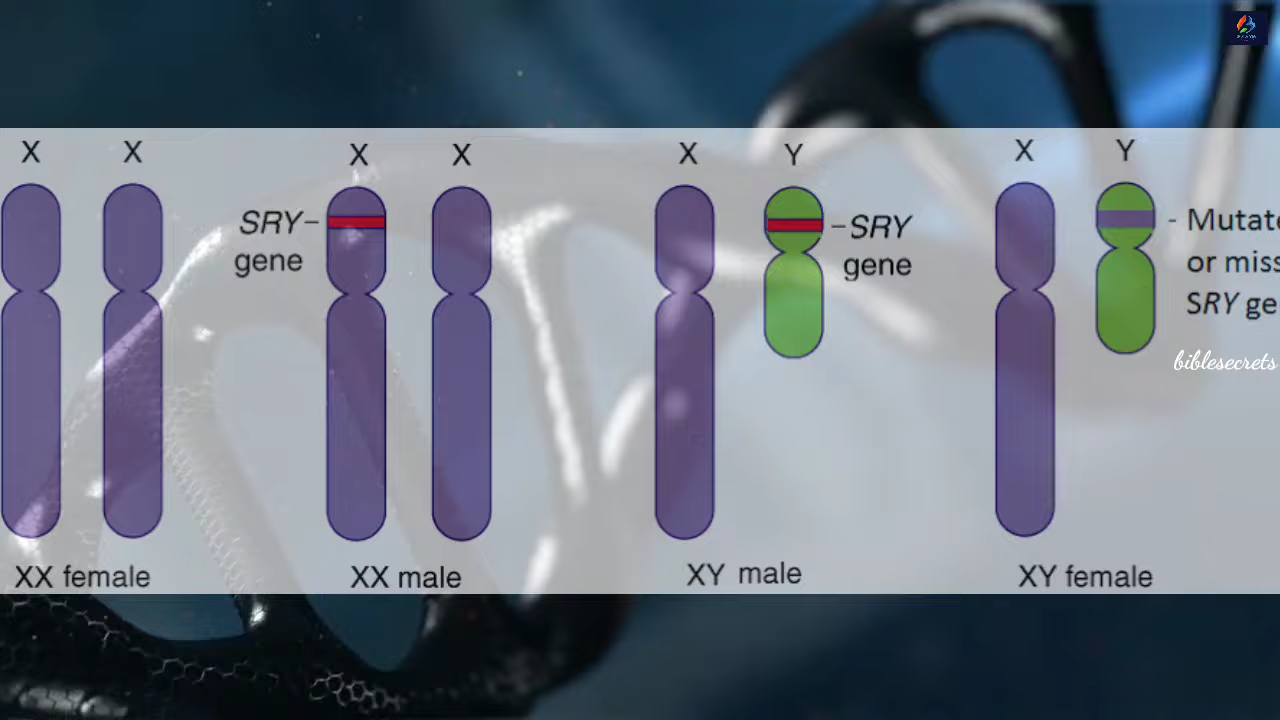 X X X X X Y X Y
SRY-
gene
-SRY
gene
- Mutate
or miss
SRY ge
biblesecrets
XX female XX male XY male XY female